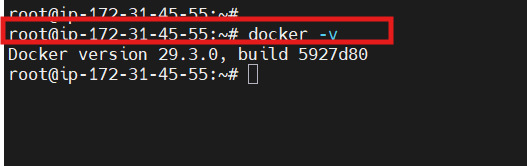 root@ip-172-31-45-55:~#
root@ip-172-31-45-55:~# docker -v
Docker version 29.3.0, build 5927d80
root@ip-172-31-45-55:~#